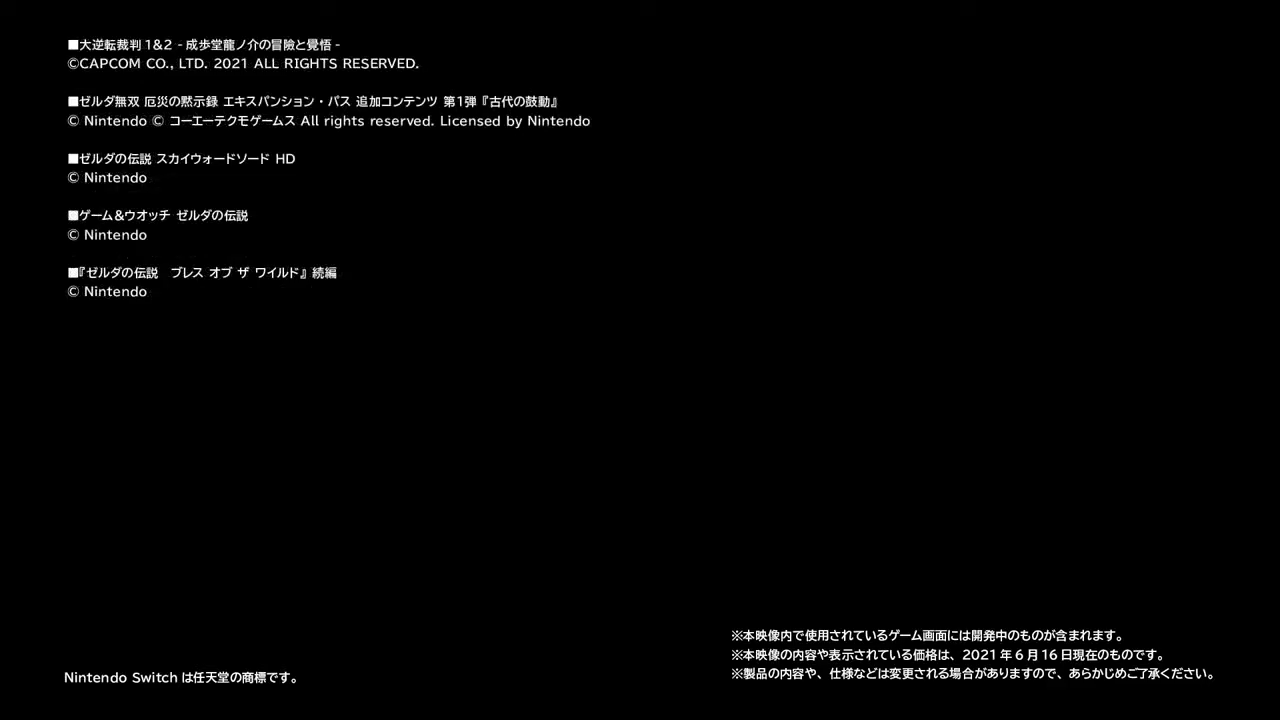 ■大逆転裁判1&2 -成歩堂龍ノ介の冒險と覺悟-
©CAPCOM CO., LTD. 2021 ALL RIGHTS RESERVED.
■ゼルダ無双 厄災の黙示録 エキスパンション・パス 追加コンテンツ 第1弾『古代の鼓動』
© Nintendo © コーエーテクモゲームス All rights reserved. Licensed by Nintendo
■ゼルダの伝説 スカイウォードソード HD
© Nintendo
■ゲーム&ウオッチ ゼルダの伝説
© Nintendo
■『ゼルダの伝説　ブレス オブ ザ ワイルド』続編
© Nintendo
※本映像内で使用されているゲーム画面には開発中のものが含まれます。
※本映像の内容や表示されている価格は、2021年6月16日現在のものです。
※製品の内容や、仕様などは変更される場合がありますので、あらかじめご了承ください。
Nintendo Switchは任天堂の商標です。